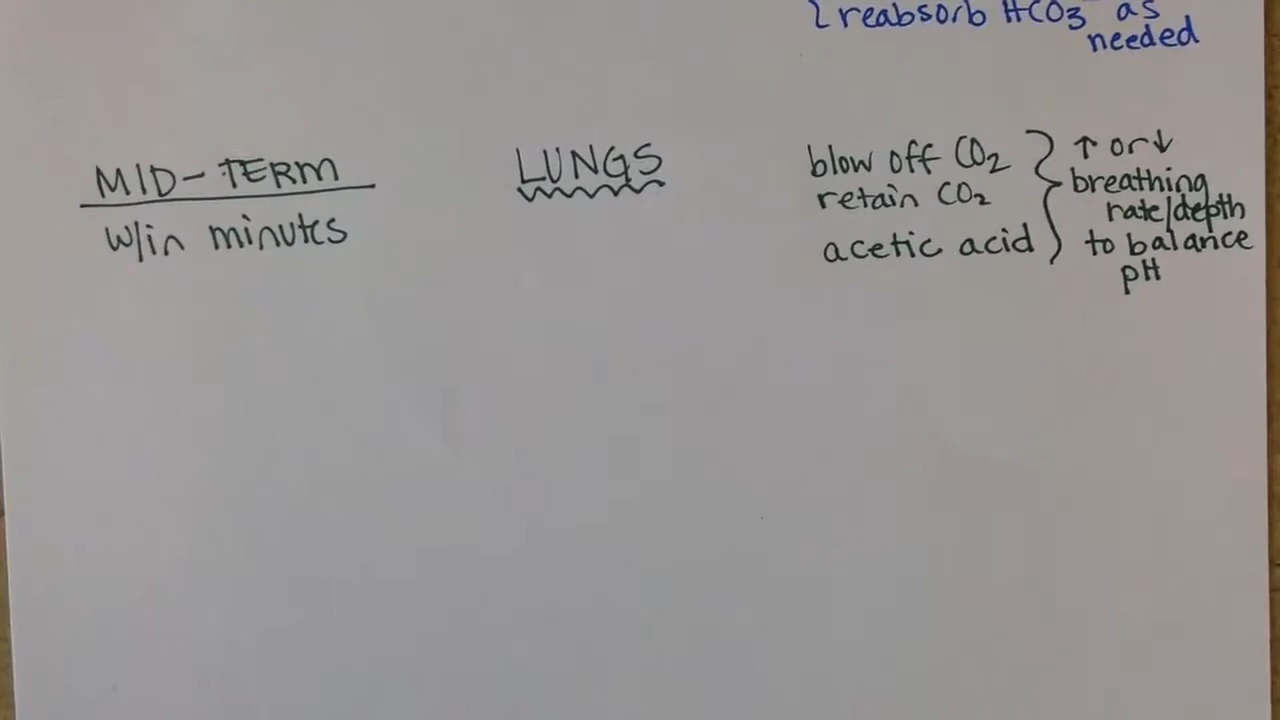 reabsorb HCO3⁻ as
needed
MID-TERM
w/in minutes
LUNGS
blow off CO2
retain CO2
acetic acid
↑ or ↓
breathing
rate/depth
to balance
pH